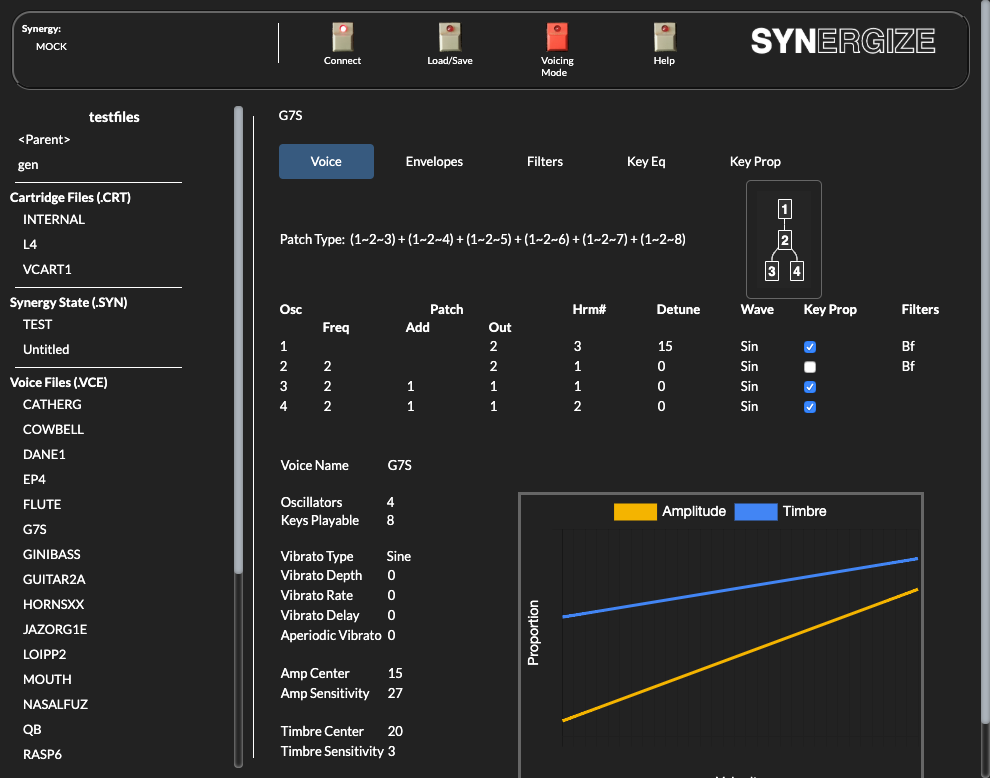 Synergy:
MOCK
Connect
Load/Save
Voicing
Mode
Help
SYNERGIZE
testfiles
<Parent>
gen
Cartridge Files (.CRT)
INTERNAL
L4
VCART1
Synergy State (.SYN)
TEST
Untitled
Voice Files (.VCE)
CATHERG
COWBELL
DANE1
EP4
FLUTE
G7S
GINIBASS
GUITAR2A
HORNSXX
JAZORG1E
LOIPP2
MOUTH
NASALFUZ
QB
RASP6
G7S
Voice Envelopes Filters Key Eq Key Prop
Patch Type: (1~2~3) + (1~2~4) + (1~2~5) + (1~2~6) + (1~2~7) + (1~2~8)
1
2
3 4
Osc Patch Hrm# Detune Wave Key Prop Filters
Freq Add Out
1 2 3 15 Sin Bf
2 2 2 1 0 Sin Bf
3 2 1 1 1 0 Sin
4 2 1 1 2 0 Sin
Voice Name G7S
Oscillators 4
Keys Playable 8
Vibrato Type Sine
Vibrato Depth 0
Vibrato Rate 0
Vibrato Delay 0
Aperiodic Vibrato 0
Amp Center 15
Amp Sensitivity 27
Timbre Center 20
Timbre Sensitivity 3
Amplitude Timbre
Proportion